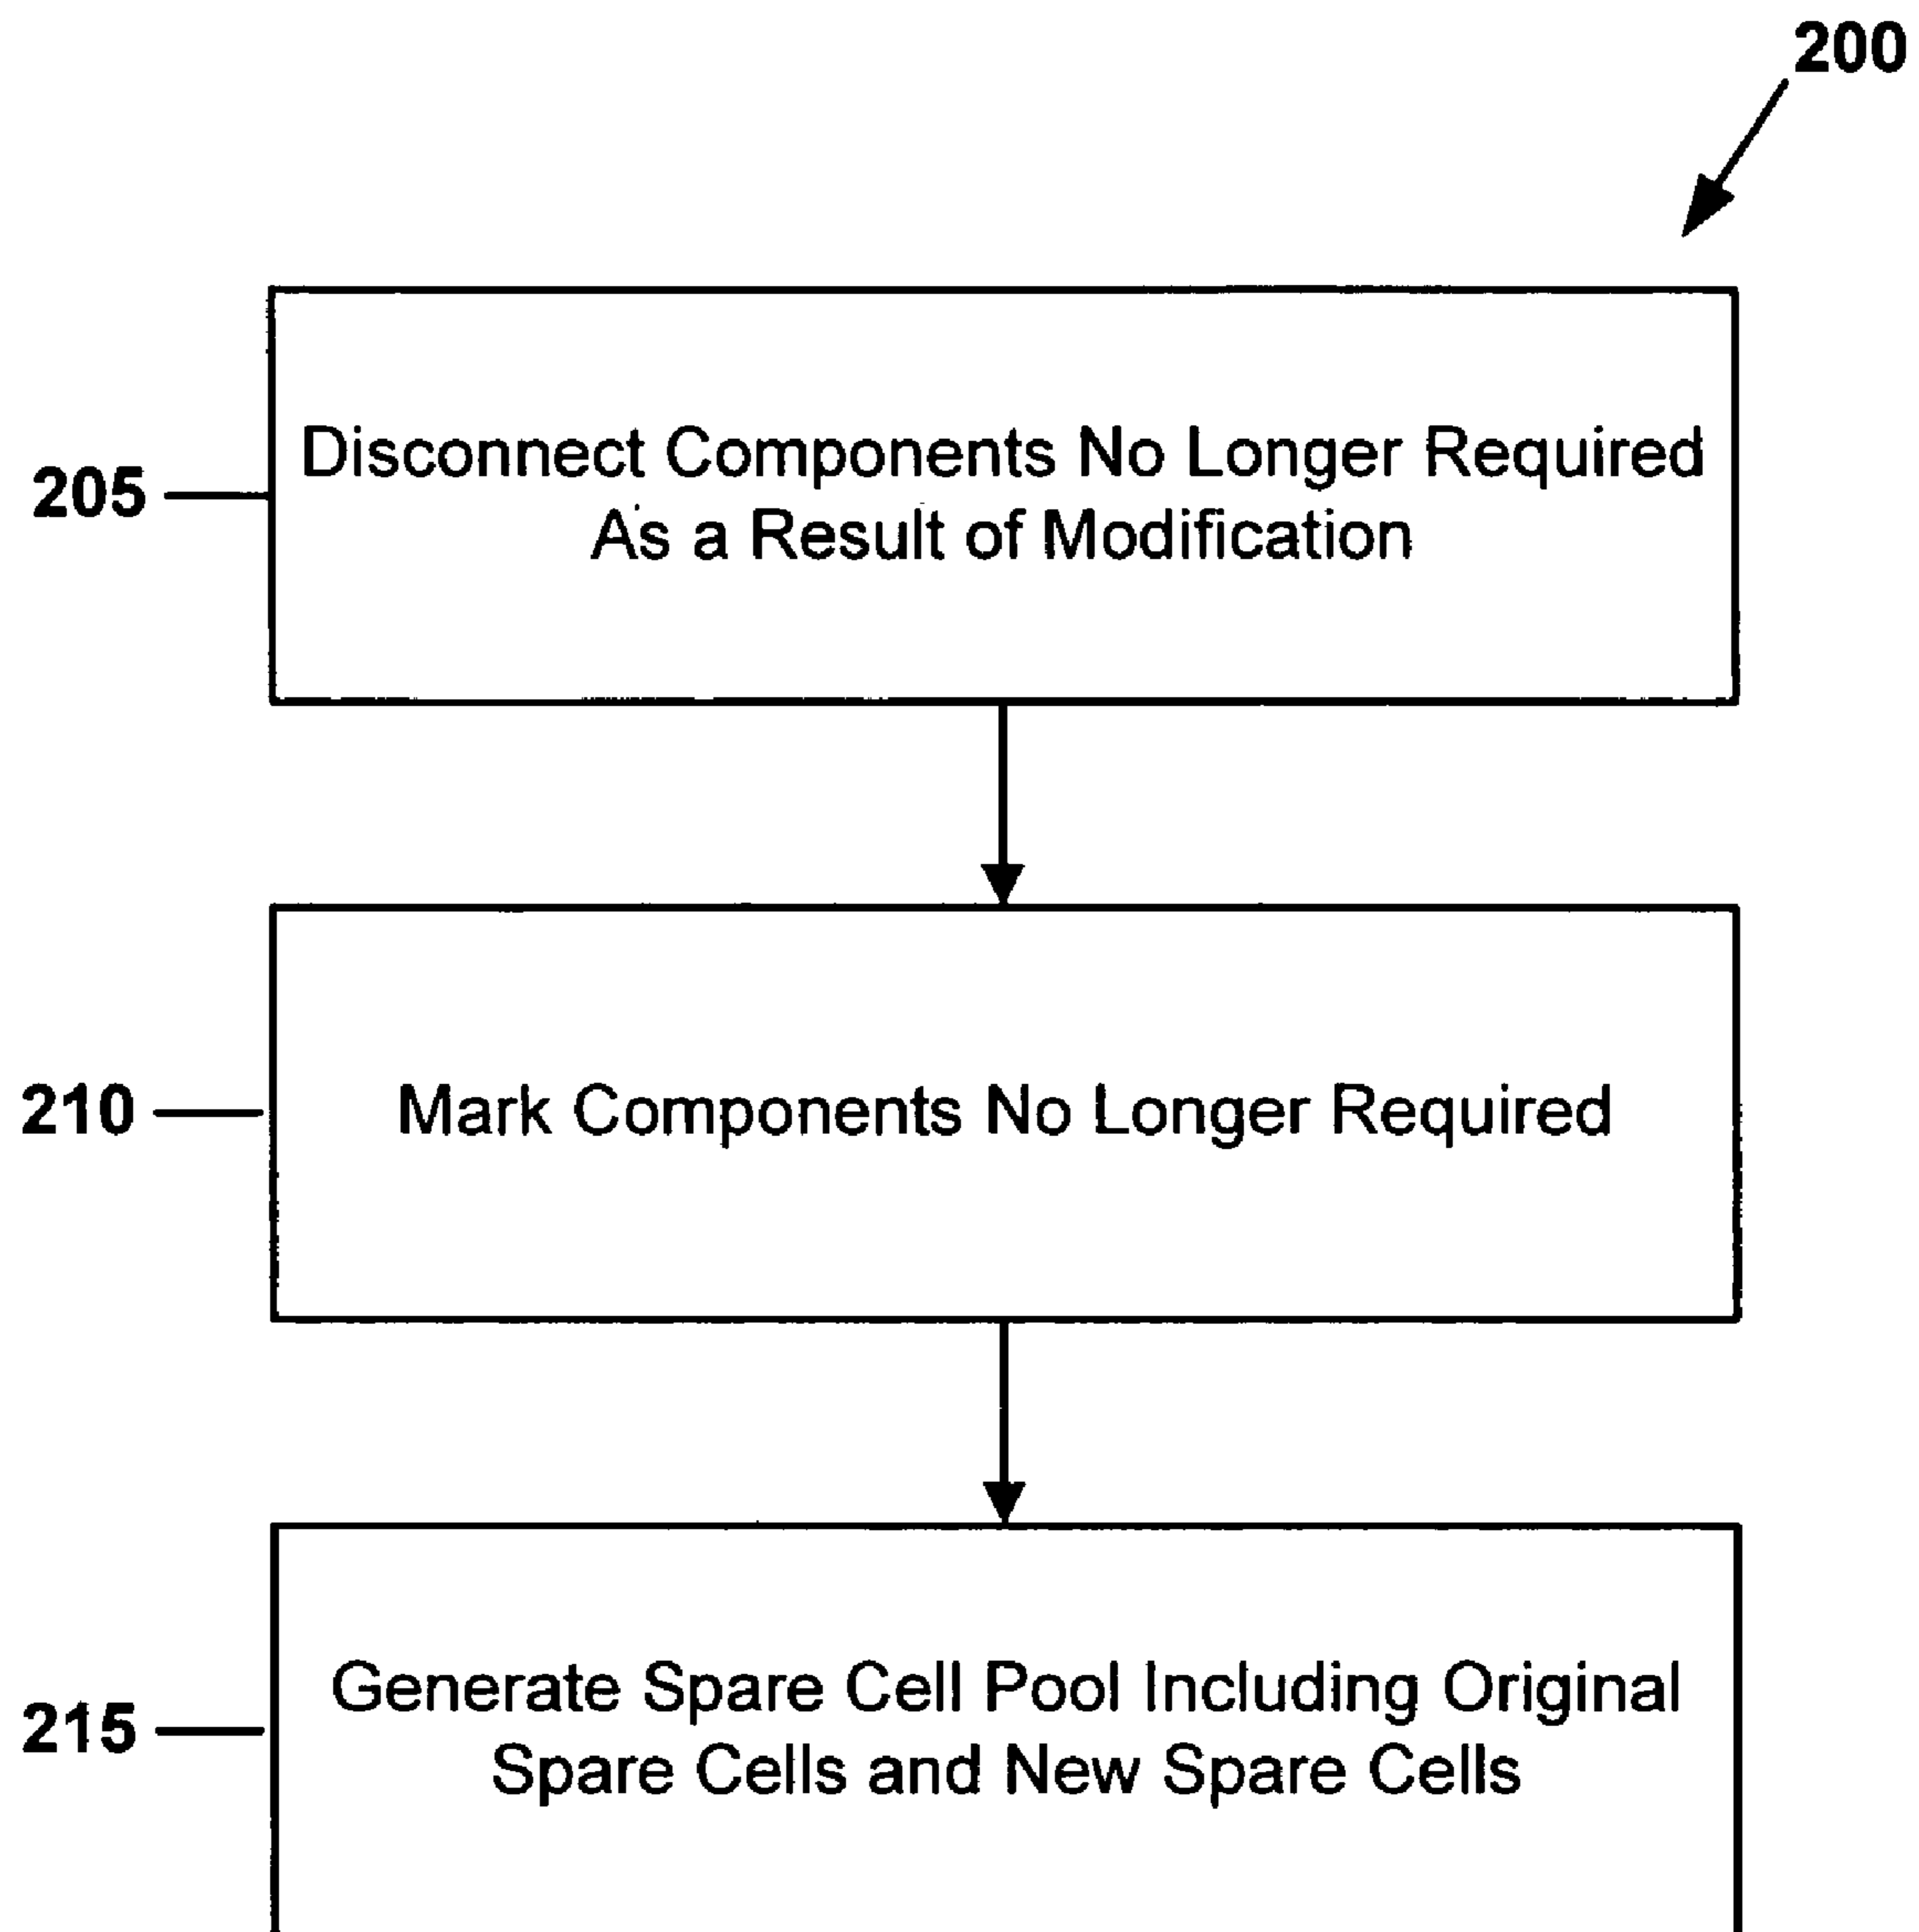 200
205
Disconnect Components No Longer Required
As a Result of Modification
210
Mark Components No Longer Required
215
Generate Spare Cell Pool Including Original
Spare Cells and New Spare Cells